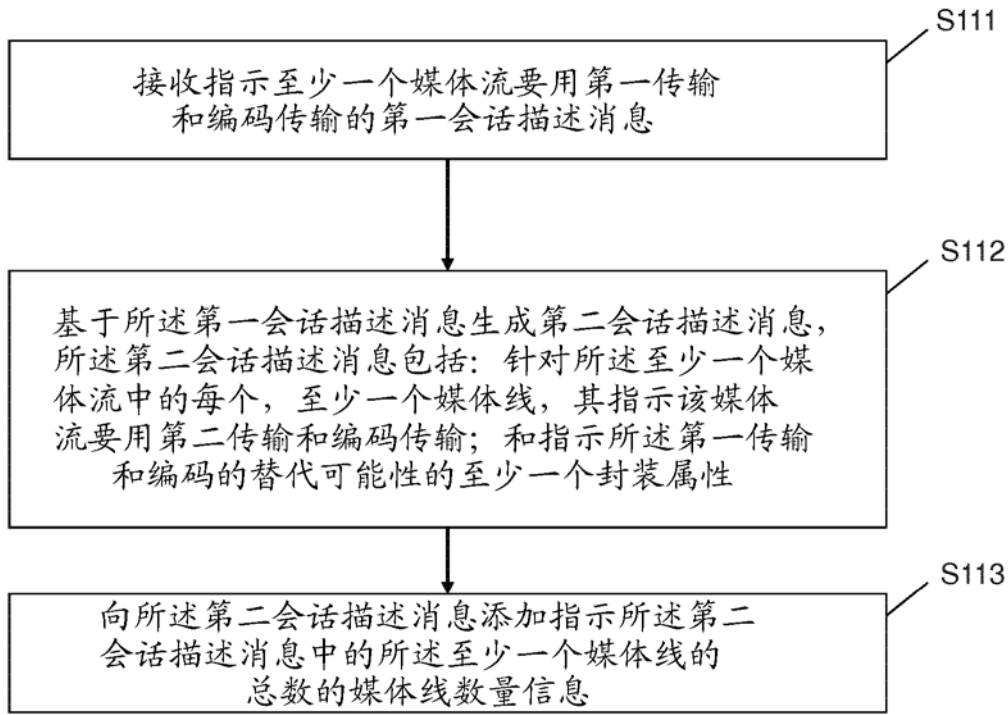 S111
接收指示至少一个媒体流要用第一传输
和编码传输的第一会话描述消息
S112
基于所述第一会话描述消息生成第二会话描述消息，
所述第二会话描述消息包括：针对所述至少一个媒
体流中的每个，至少一个媒体线，其指示该媒体
流要用第二传输和编码传输；和指示所述第一传输
和编码的替代可能性的至少一个封装属性
S113
向所述第二会话描述消息添加指示所述第二
会话描述消息中的所述至少一个媒体线的
总数的媒体线数量信息